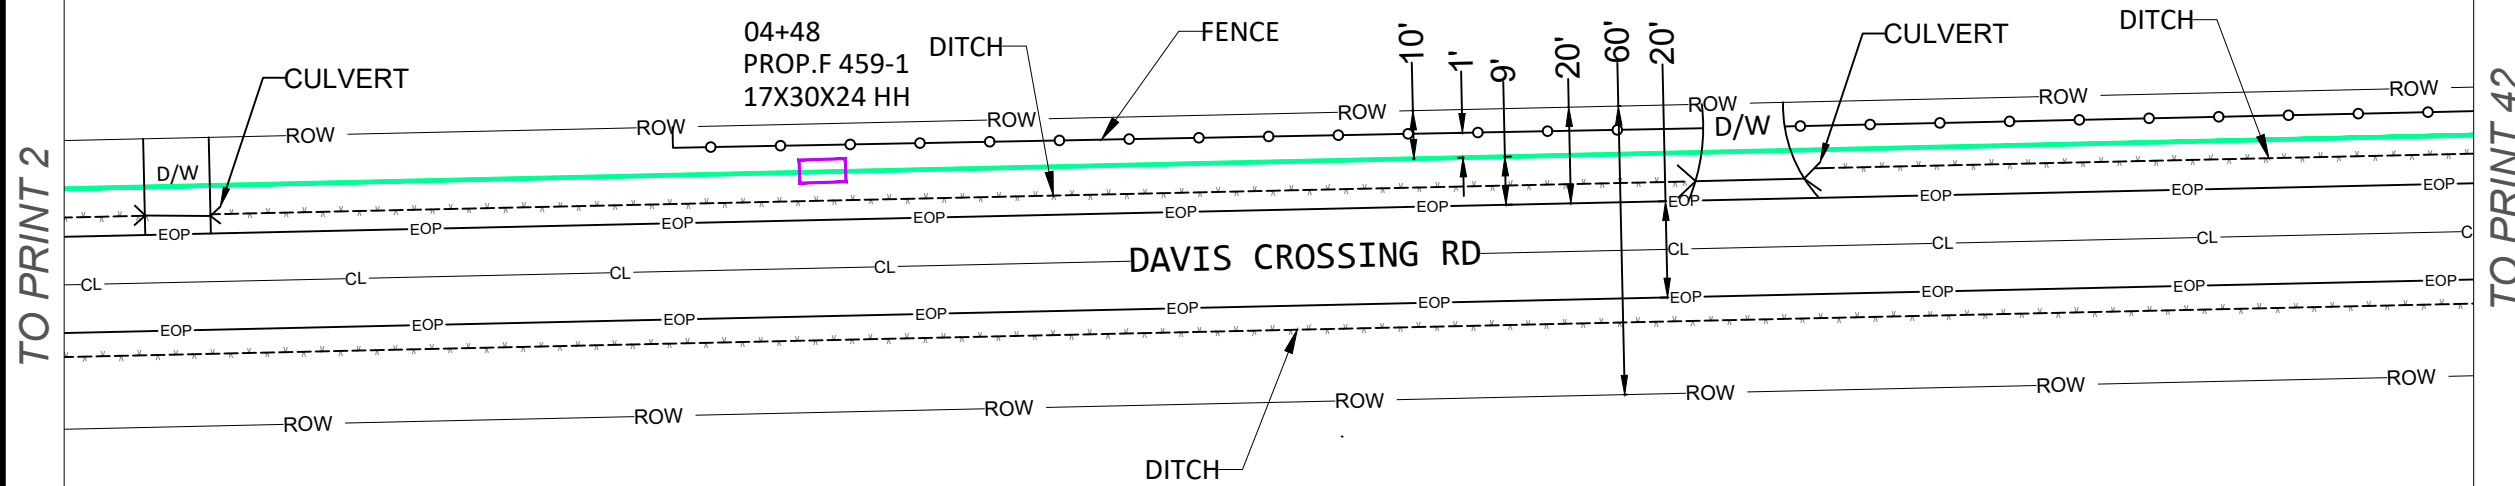 04+48
PROP.F 459-1
17X30X24 HH
DITCH
FENCE
10'
1'
9'
20'
60'
20'
CULVERT
DITCH
CULVERT
ROW
ROW
ROW
ROW
ROW
ROW
ROW
D/W
D/W
TO PRINT 2
TO PRINT 42
EOP
EOP
EOP
EOP
EOP
EOP
EOP
EOP
EOP
EOP
CL
CL
CL
CL
DAVIS CROSSING RD
CL
CL
CL
C
EOP
EOP
EOP
EOP
EOP
EOP
EOP
EOP
EOP
EOP
ROW
ROW
ROW
ROW
ROW
ROW
ROW
DITCH